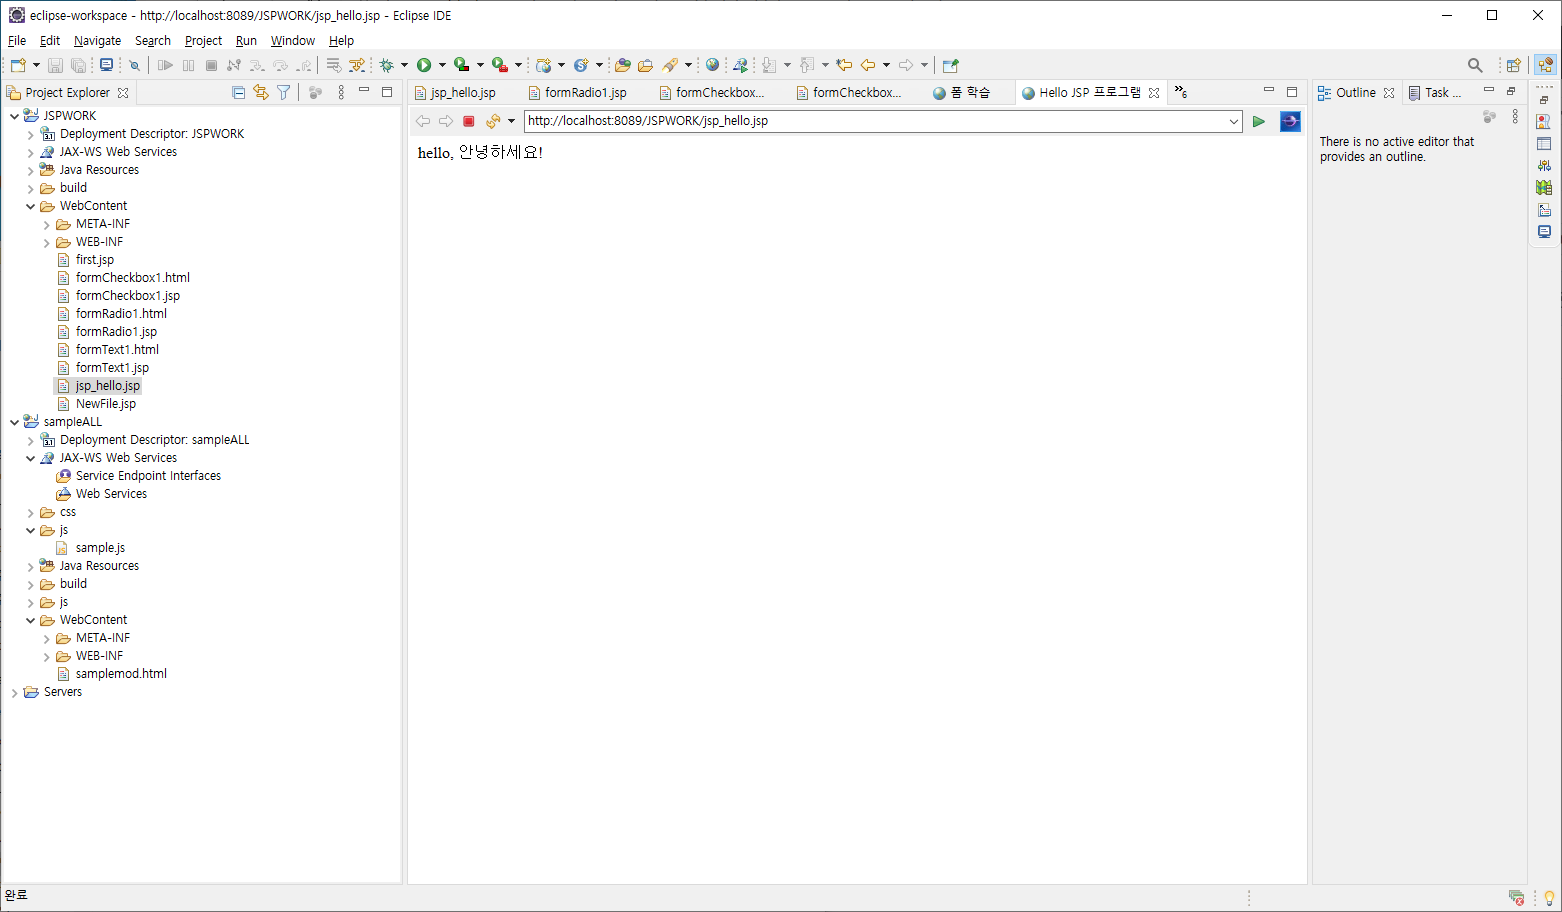 eclipse-workspace - http://localhost:8089/JSPWORK/jsp_hello.jsp - Eclipse IDE
File Edit Navigate Search Project Run Window Help
Project Explorer
JSPWORK
Deployment Descriptor: JSPWORK
JAX-WS Web Services
Java Resources
build
WebContent
META-INF
WEB-INF
first.jsp
formCheckbox1.html
formCheckbox1.jsp
formRadio1.html
formRadio1.jsp
formText1.html
formText1.jsp
jsp_hello.jsp
NewFile.jsp
sampleALL
Deployment Descriptor: sampleALL
JAX-WS Web Services
Service Endpoint Interfaces
Web Services
css
js
sample.js
Java Resources
build
js
WebContent
META-INF
WEB-INF
samplemod.html
Servers
jsp_hello.jsp formRadio1.jsp formCheckbox... formCheckbox... 폼 학습 Hello JSP 프로그램 »6
http://localhost:8089/JSPWORK/jsp_hello.jsp
hello, 안녕하세요!
Outline Task ...
There is no active editor that
provides an outline.
완료